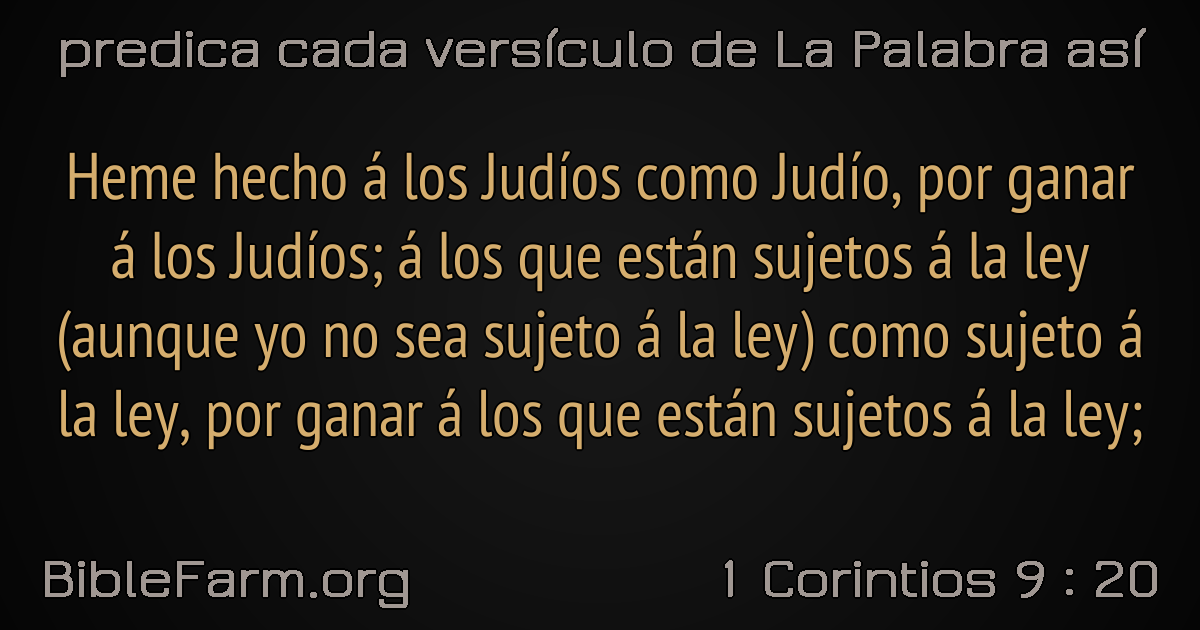 predica cada versículo de La Palabra así
Heme hecho á los Judíos como Judío, por ganar
á los Judíos; á los que están sujetos á la ley
(aunque yo no sea sujeto á la ley) como sujeto á
la ley, por ganar á los que están sujetos á la ley;
BibleFarm.org
1 Corintios 9 : 20